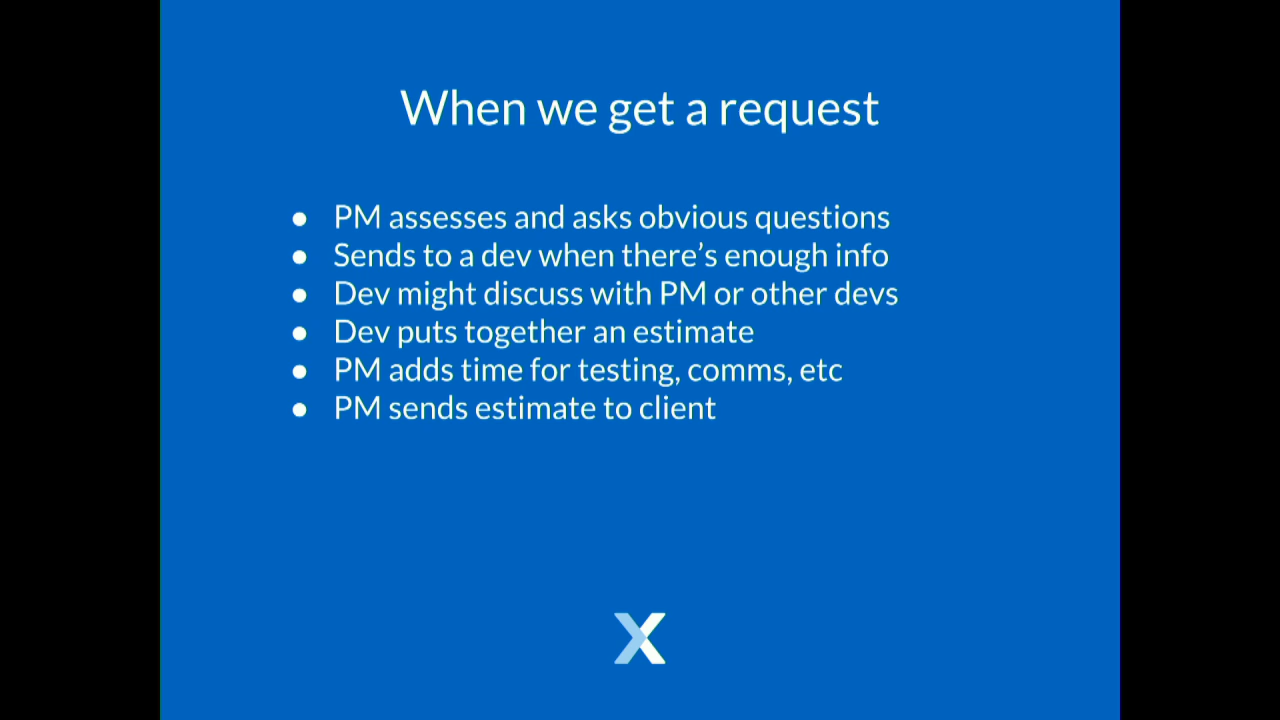 When we get a request
● PM assesses and asks obvious questions
● Sends to a dev when there's enough info
● Dev might discuss with PM or other devs
● Dev puts together an estimate
● PM adds time for testing, comms, etc
● PM sends estimate to client
X